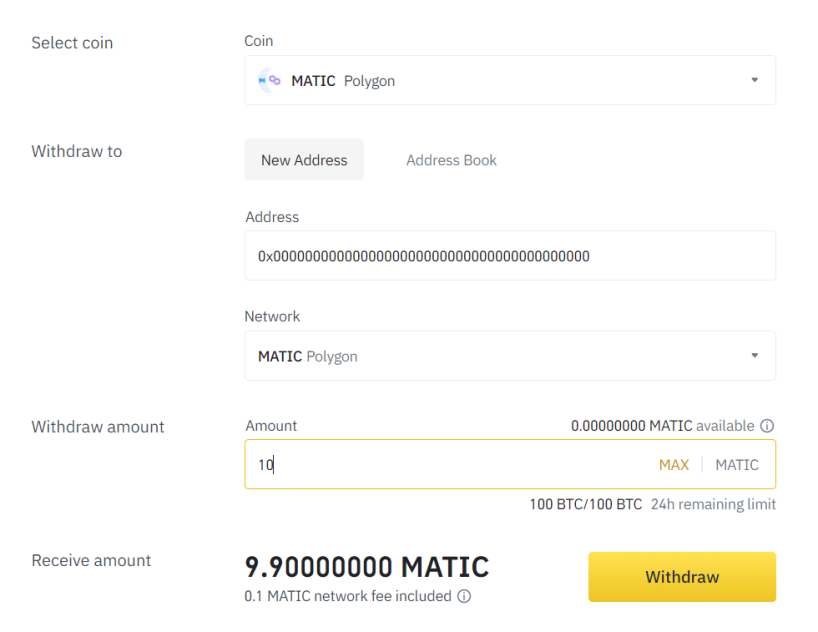 Select coin
Coin
MATIC Polygon
Withdraw to
New Address Address Book
Address
0x0000000000000000000000000000000000000000
Network
MATIC Polygon
Withdraw amount
Amount 0.00000000 MATIC available
10 MAX MATIC
100 BTC/100 BTC 24h remaining limit
Receive amount
9.90000000 MATIC
Withdraw
0.1 MATIC network fee included